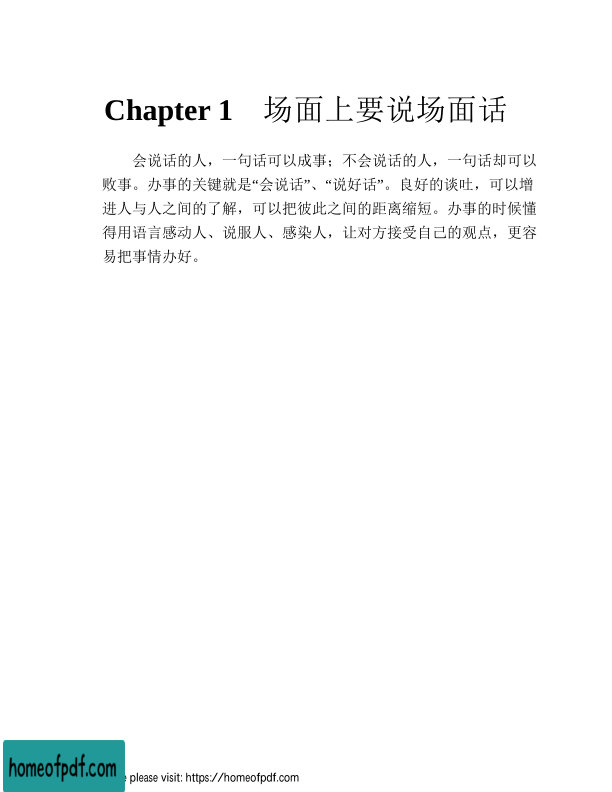 Chapter 1 场面上要说场面话
会说话的人，一句话可以成事；不会说话的人，一句话却可以
败事。办事的关键就是“会说话”、“说好话”。良好的谈吐，可以增
进人与人之间的了解，可以把彼此之间的距离缩短。办事的时候懂
得用语言感动人、说服人、感染人，让对方接受自己的观点，更容
易把事情办好。
homeofpdf.com
please visit: https://homeofpdf.com